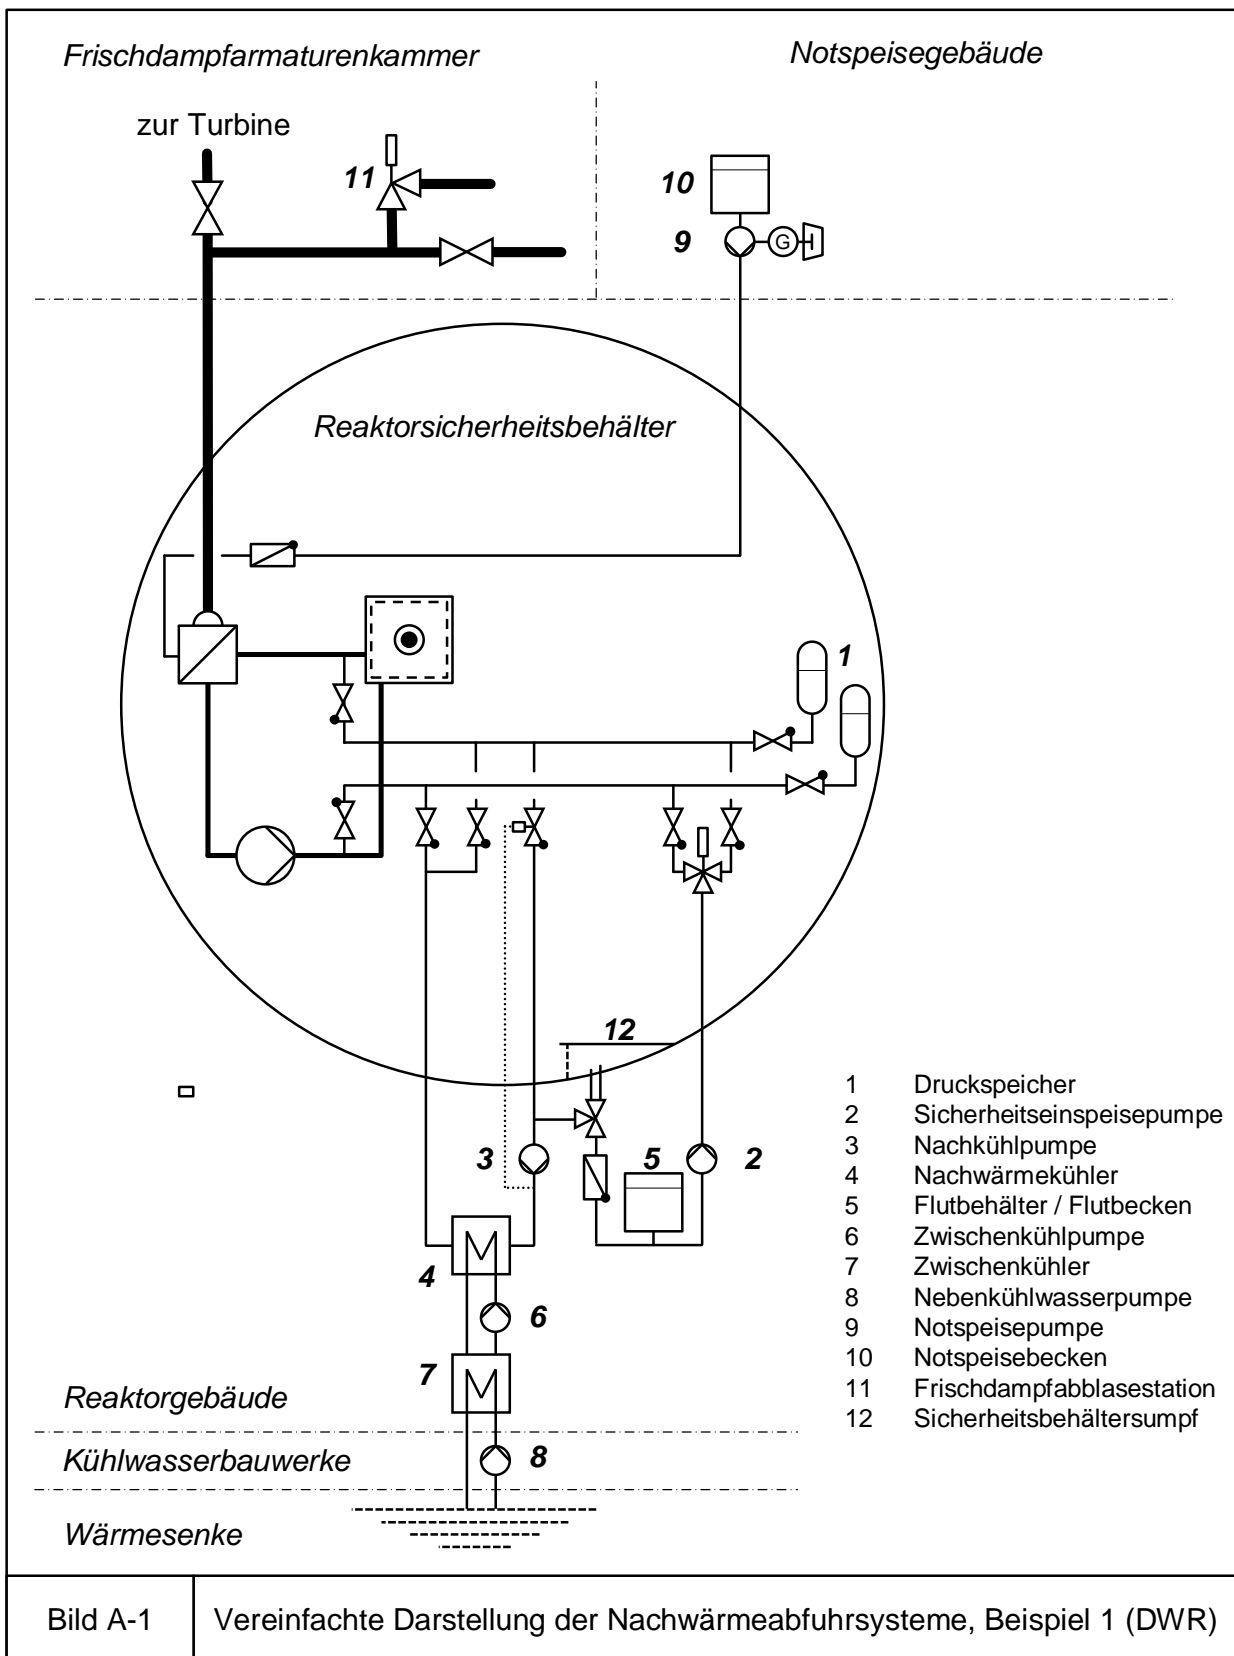 Frischdampfarmaturenkammer
Notspeisegebäude
zur Turbine
11
10
9
G
Reaktorsicherheitsbehälter
1
12
3
5
2
4
6
7
8
1 Druckspeicher
2 Sicherheitseinspeisepumpe
3 Nachkühlpumpe
4 Nachwärmekühler
5 Flutbehälter / Flutbecken
6 Zwischenkühlpumpe
7 Zwischenkühler
8 Nebenkühlwasserpumpe
9 Notspeisepumpe
10 Notspeisebecken
11 Frischdampfabblasestation
12 Sicherheitsbehältersumpf
Reaktorgebäude
Kühlwasserbauwerke
Wärmesenke
Bild A-1
Vereinfachte Darstellung der Nachwärmeabfuhrsysteme, Beispiel 1 (DWR)